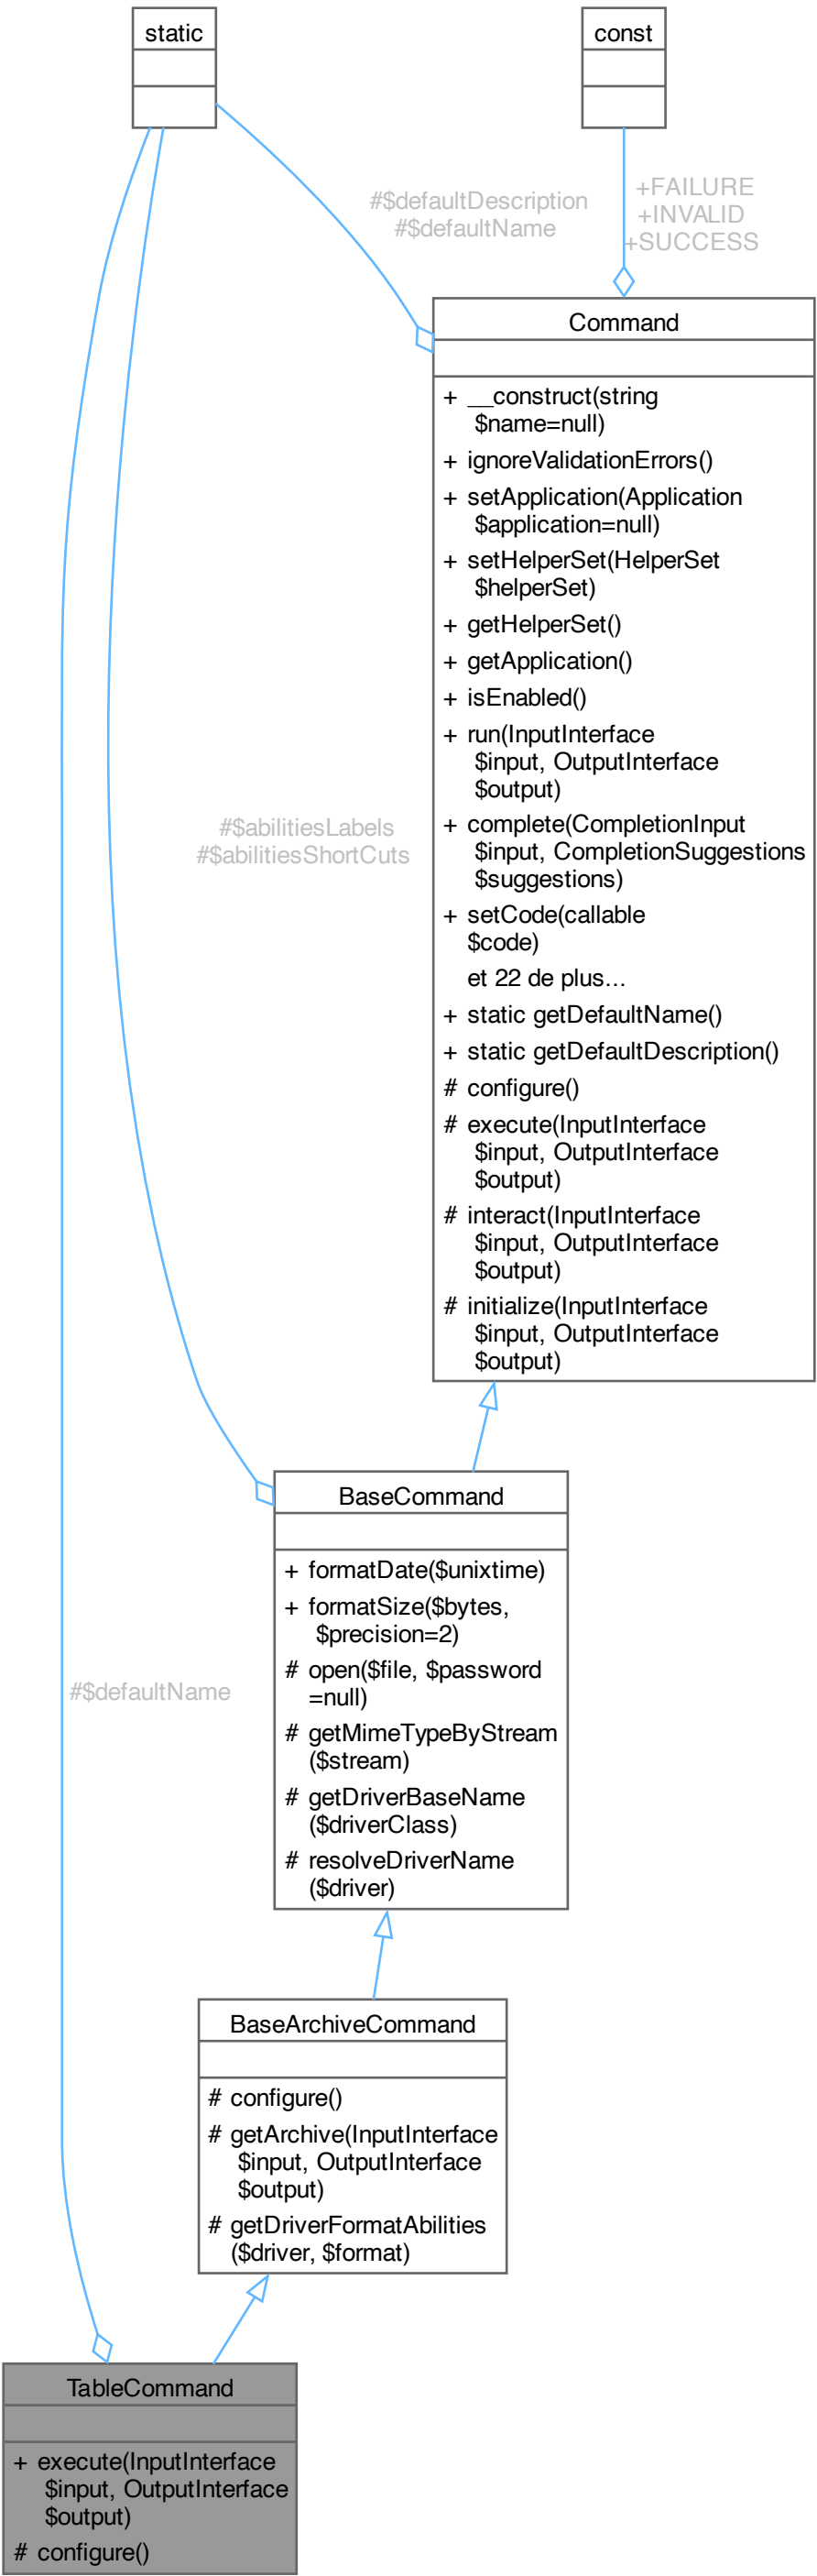 static
const
#$defaultDescription
#$defaultName
+FAILURE
+INVALID
+SUCCESS
Command
+ __construct(string
$name=null)
+ ignoreValidationErrors()
+ setApplication(Application
$application=null)
+ setHelperSet(HelperSet
$helperSet)
+ getHelperSet()
+ getApplication()
+ isEnabled()
+ run(InputInterface
$input, OutputInterface
$output)
+ complete(CompletionInput
$input, CompletionSuggestions
$suggestions)
+ setCode(callable
$code)
et 22 de plus...
+ static getDefaultName()
+ static getDefaultDescription()
# configure()
# execute(InputInterface
$input, OutputInterface
$output)
# interact(InputInterface
$input, OutputInterface
$output)
# initialize(InputInterface
$input, OutputInterface
$output)
#$abilitiesLabels
#$abilitiesShortCuts
BaseCommand
+ formatDate($unixtime)
+ formatSize($bytes,
$precision=2)
# open($file, $password
=null)
# getMimeTypeByStream
($stream)
# getDriverBaseName
($driverClass)
# resolveDriverName
($driver)
#$defaultName
BaseArchiveCommand
# configure()
# getArchive(InputInterface
$input, OutputInterface
$output)
# getDriverFormatAbilities
($driver, $format)
TableCommand
+ execute(InputInterface
$input, OutputInterface
$output)
# configure()